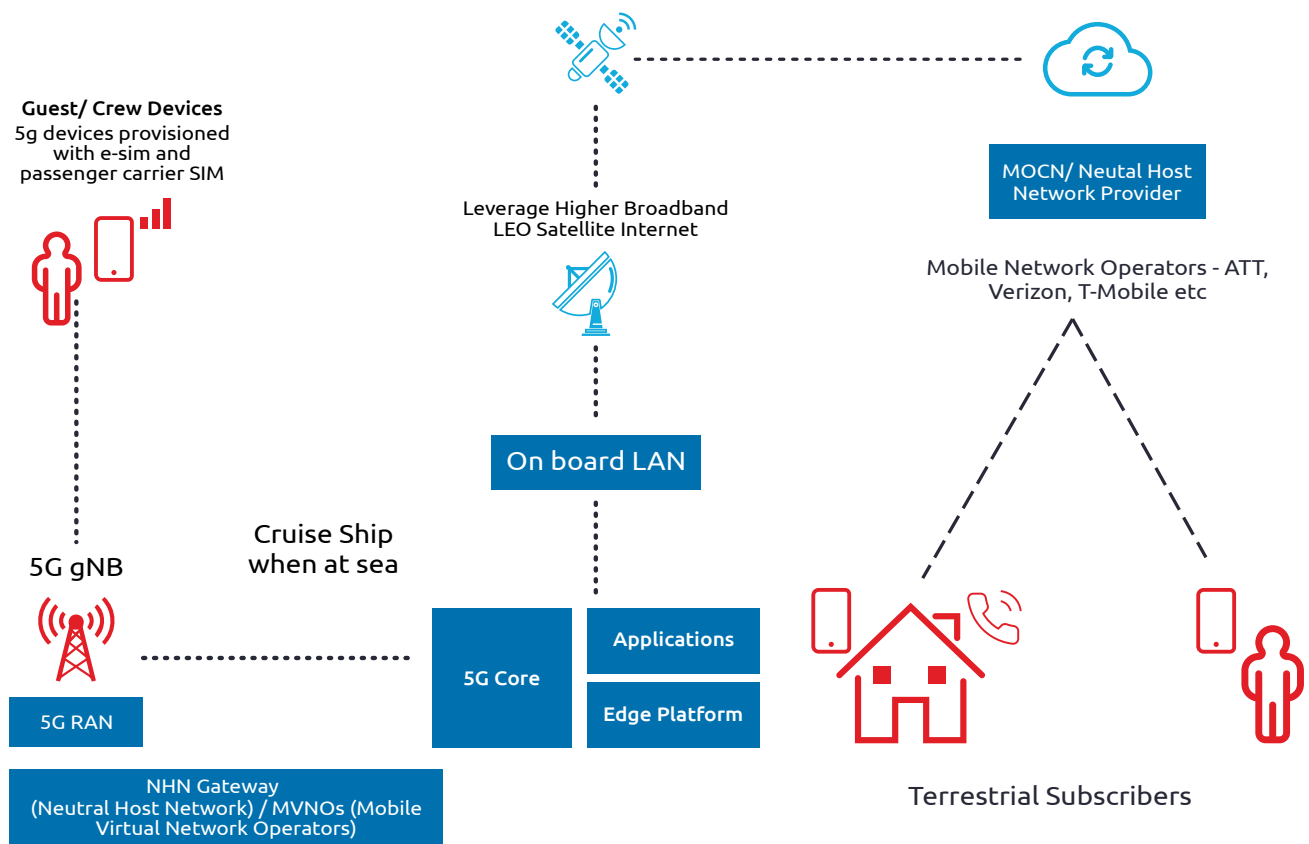 Guest/ Crew Devices
5g devices provisioned
with e-sim and
passenger carrier SIM
Leverage Higher Broadband
LEO Satellite Internet
MOCN/ Neutal Host
Network Provider
Mobile Network Operators - ATT,
Verizon, T-Mobile etc
On board LAN
Cruise Ship
when at sea
5G gNB
5G RAN
5G Core
Applications
Edge Platform
NHN Gateway
(Neutral Host Network) / MVNOs (Mobile
Virtual Network Operators)
Terrestrial Subscribers